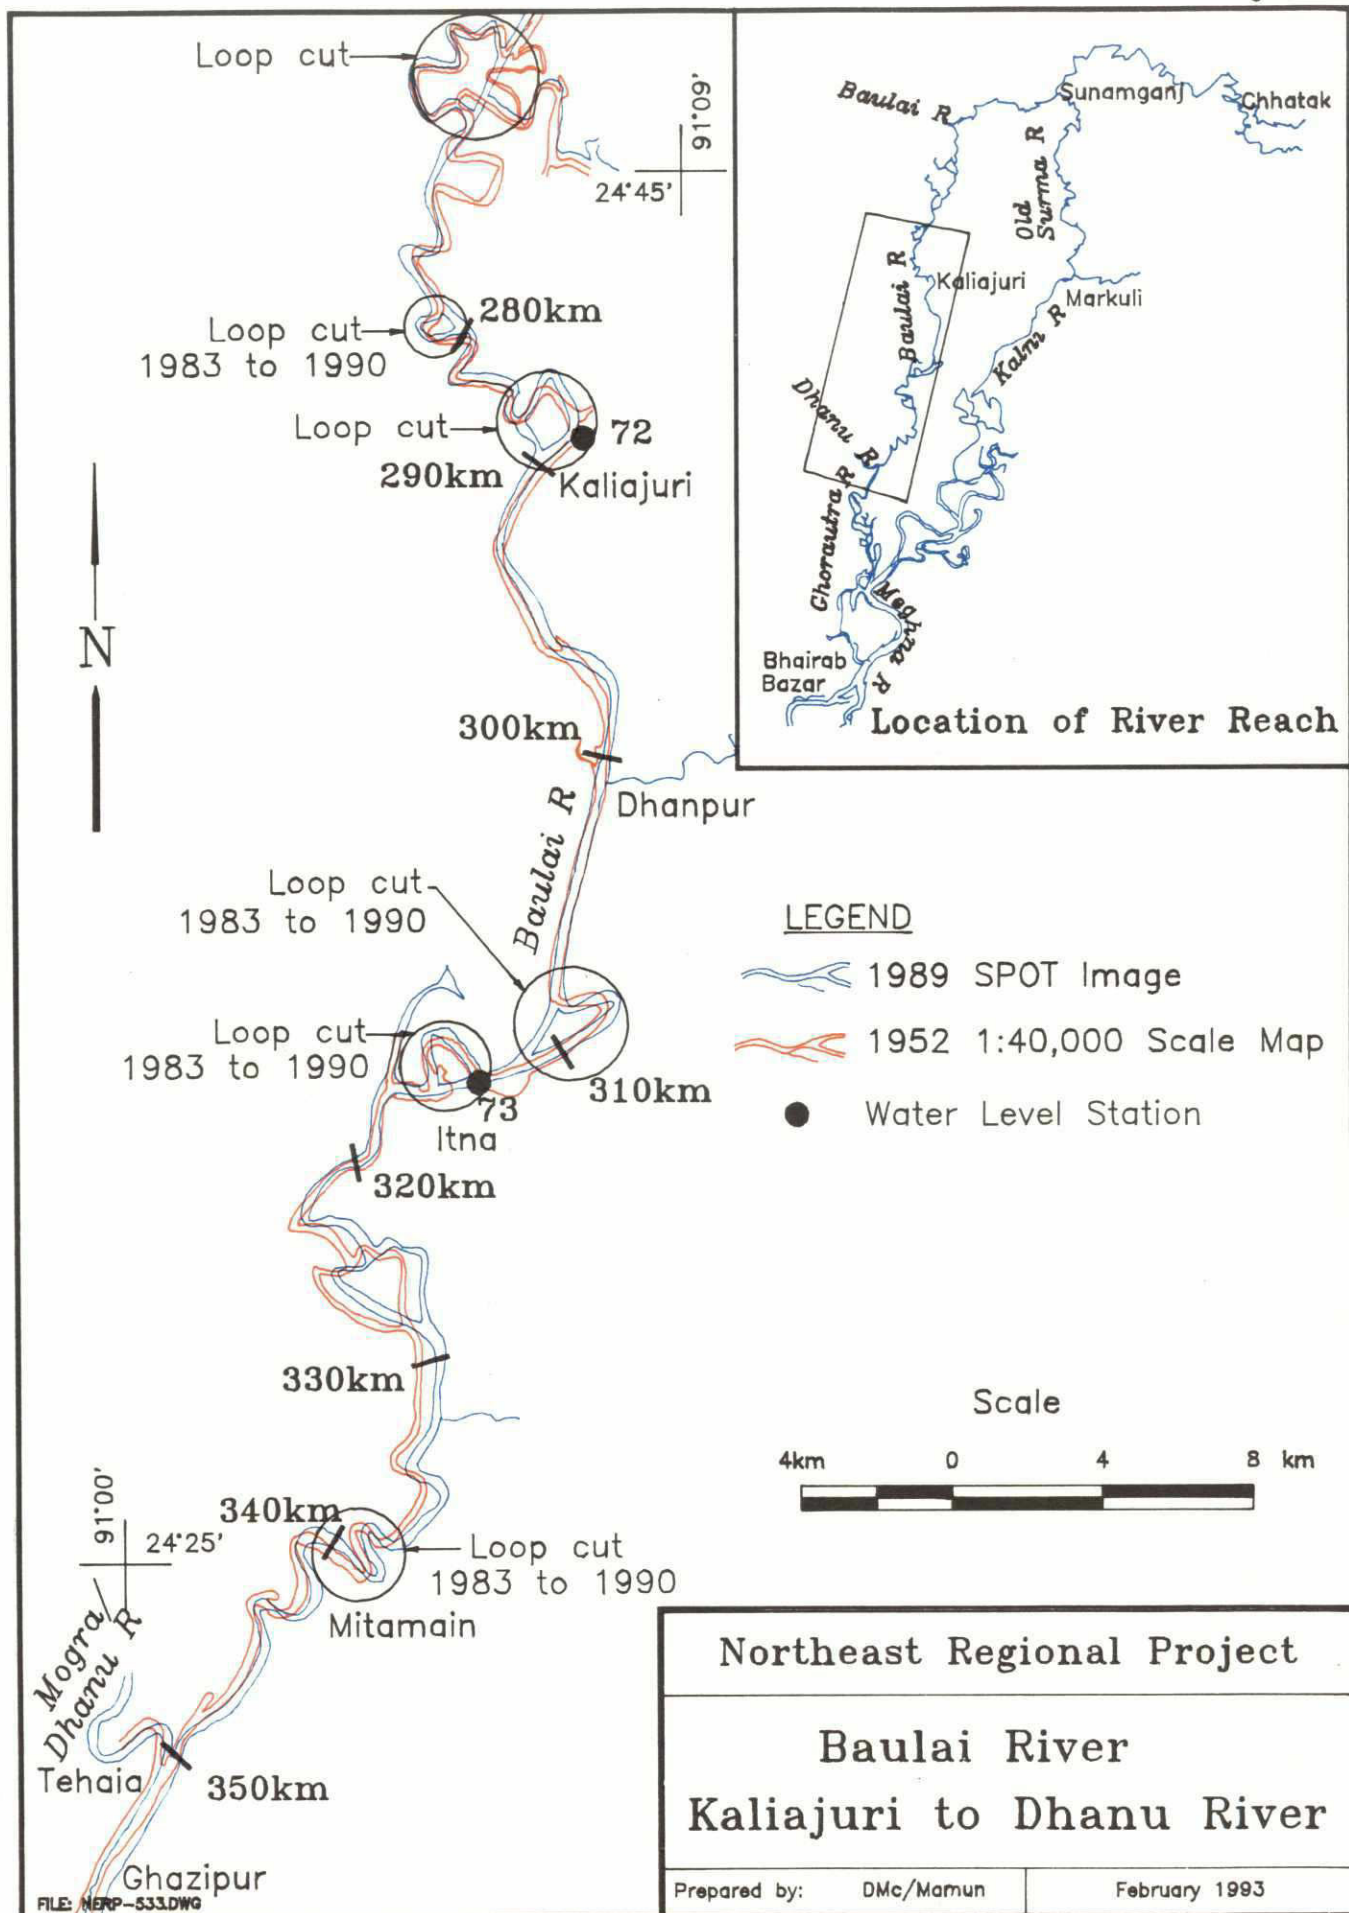 Loop cut
91°09'
24°45'
280km
Loop cut
1983 to 1990
Loop cut
72
290km
Kaliajuri
N
300km
Dhanpur
Baulai R
Loop cut
1983 to 1990
Loop cut
1983 to 1990
310km
73
Itna
320km
330km
91°00'
24°25'
340km
Loop cut
1983 to 1990
Mitamain
Mogra
Dhanu R
Tehaia
350km
Ghazipur
FILE: NERP-533.DWG
Baulai R
Sunamganj
Chhatak
Old
Surma R
Baulai R
Kaliajuri
Markuli
Kalni R
Dhanu R
Ghorautra R
Meghna R
Bhairab
Bazar
Location of River Reach
LEGEND
1989 SPOT Image
1952 1:40,000 Scale Map
Water Level Station
Scale
4km 0 4 8 km
Northeast Regional Project
Baulai River
Kaliajuri to Dhanu River
Prepared by: DMc/Mamun
February 1993